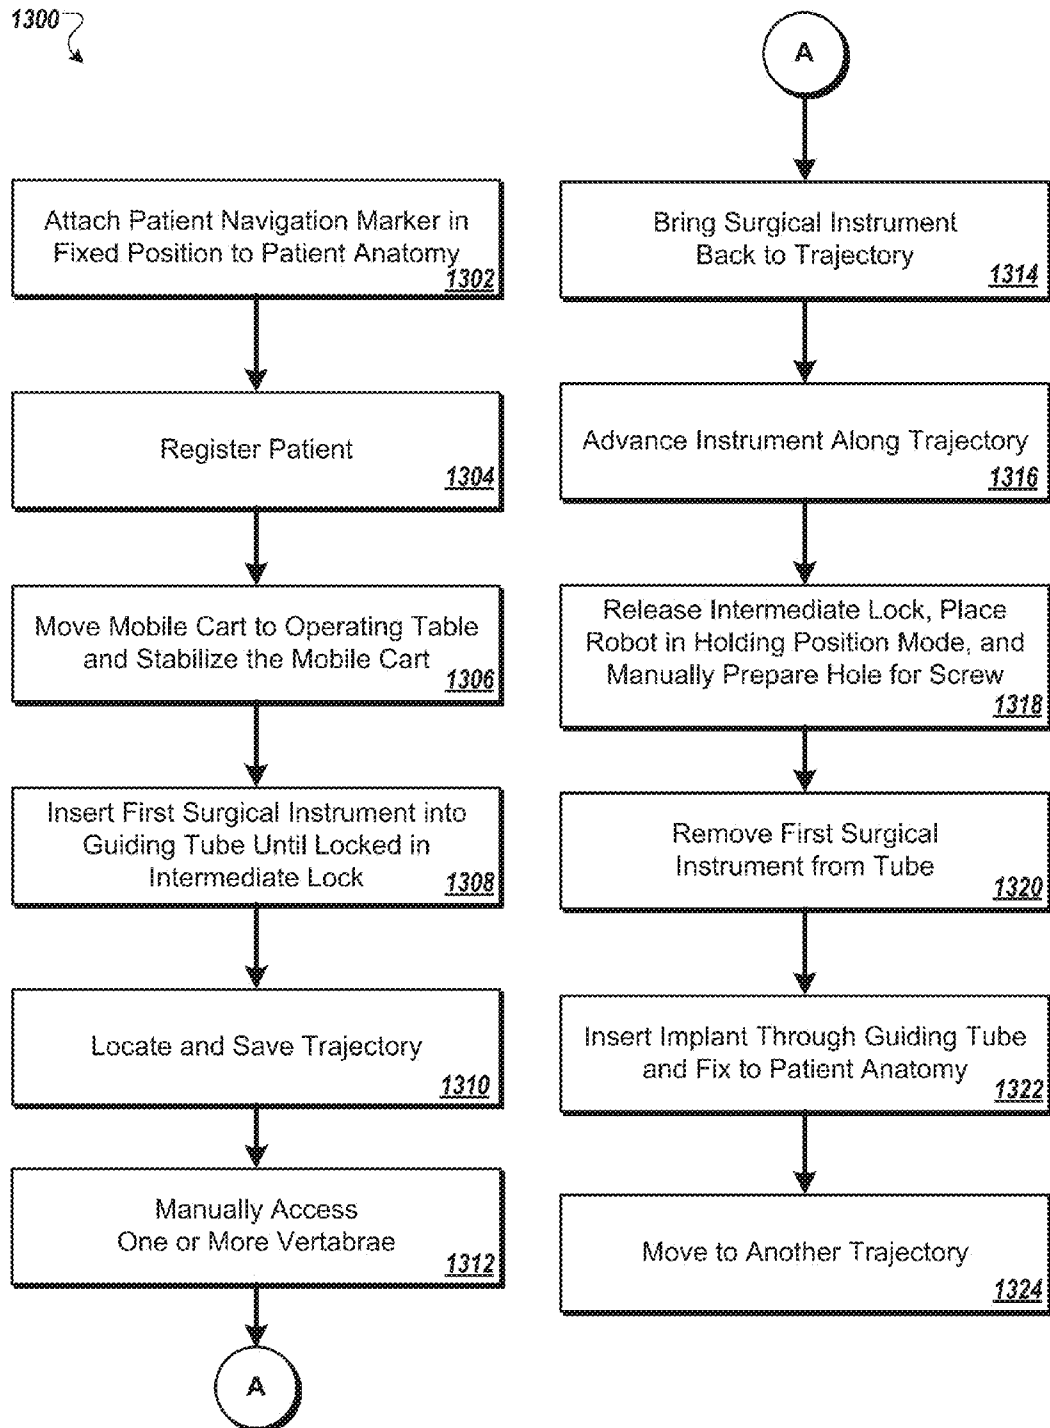 1300
Attach Patient Navigation Marker in
Fixed Position to Patient Anatomy
1302
Register Patient
1304
Move Mobile Cart to Operating Table
and Stabilize the Mobile Cart
1306
Insert First Surgical Instrument into
Guiding Tube Until Locked in
Intermediate Lock
1308
Locate and Save Trajectory
1310
Manually Access
One or More Vertabrae
1312
A
A
Bring Surgical Instrument
Back to Trajectory
1314
Advance Instrument Along Trajectory
1316
Release Intermediate Lock, Place
Robot in Holding Position Mode, and
Manually Prepare Hole for Screw
1318
Remove First Surgical
Instrument from Tube
1320
Insert Implant Through Guiding Tube
and Fix to Patient Anatomy
1322
Move to Another Trajectory
1324